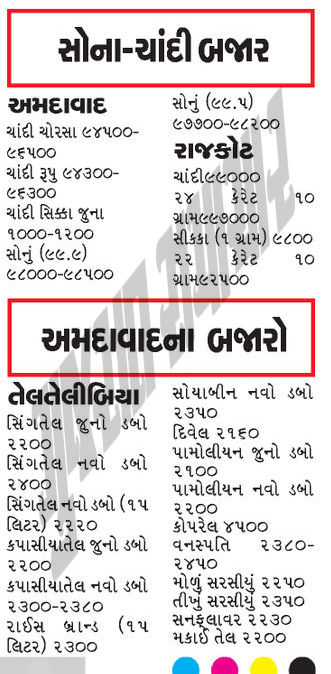 સોના-ચાંદી બજાર
અમદાવાદ
ચાંદી ચોરસા ૯૪૫૦૦-
૯૬૫૦૦
ચાંદી રૂપુ ૯૪૩૦૦-
૯૬૩૦૦
ચાંદી સિક્કા જુના
૧૦૦૦-૧૨૦૦
સોનું (૯૯.૯)
૯૮૦૦૦-૯૮૫૦૦
સોનું (૯૯.૫)
૯૭૭૦૦-૯૮૨૦૦
રાજકોટ
ચાંદી૯૯૦૦૦
૨૪ કેરેટ ૧૦
ગ્રામ૯૯૭૦૦૦
સીકકા (૧ ગ્રામ) ૯૮૦૦
૨૨ કેરેટ ૧૦
ગ્રામ૯૨૫૦૦
અમદાવાદના બજારો
તેલતેલીબિયા
સિંગતેલ જુનો ડબો
૨૨૦૦
સિંગતેલ નવો ડબો
૨૪૦૦
સિંગતેલ નવો ડબો (૧૫
લિટર) ૨૨૨૦
કપાસીયાતેલ જુનો ડબો
૨૨૦૦
કપાસીયાતેલ નવો ડબો
૨૩૦૦-૨૩૮૦
રાઈસ બ્રાન્ડ (૧૫
લિટર) ૨૩૦૦
સોયાબીન નવો ડબો
૨૩૫૦
દિવેલ ૨૧૬૦
પામોલીયન જુનો ડબો
૨૧૦૦
પામોલીયન નવો ડબો
૨૨૦૦
કોપરેલ ૪૫૦૦
વનસ્પતિ ૨૩૮૦-
૨૪૫૦
મોળું સરસીયું ૨૨૫૦
તીખું સરસીયું ૨૩૫૦
સનફલાવર ૨૨૩૦
મકાઈ તેલ ૨૨૦૦